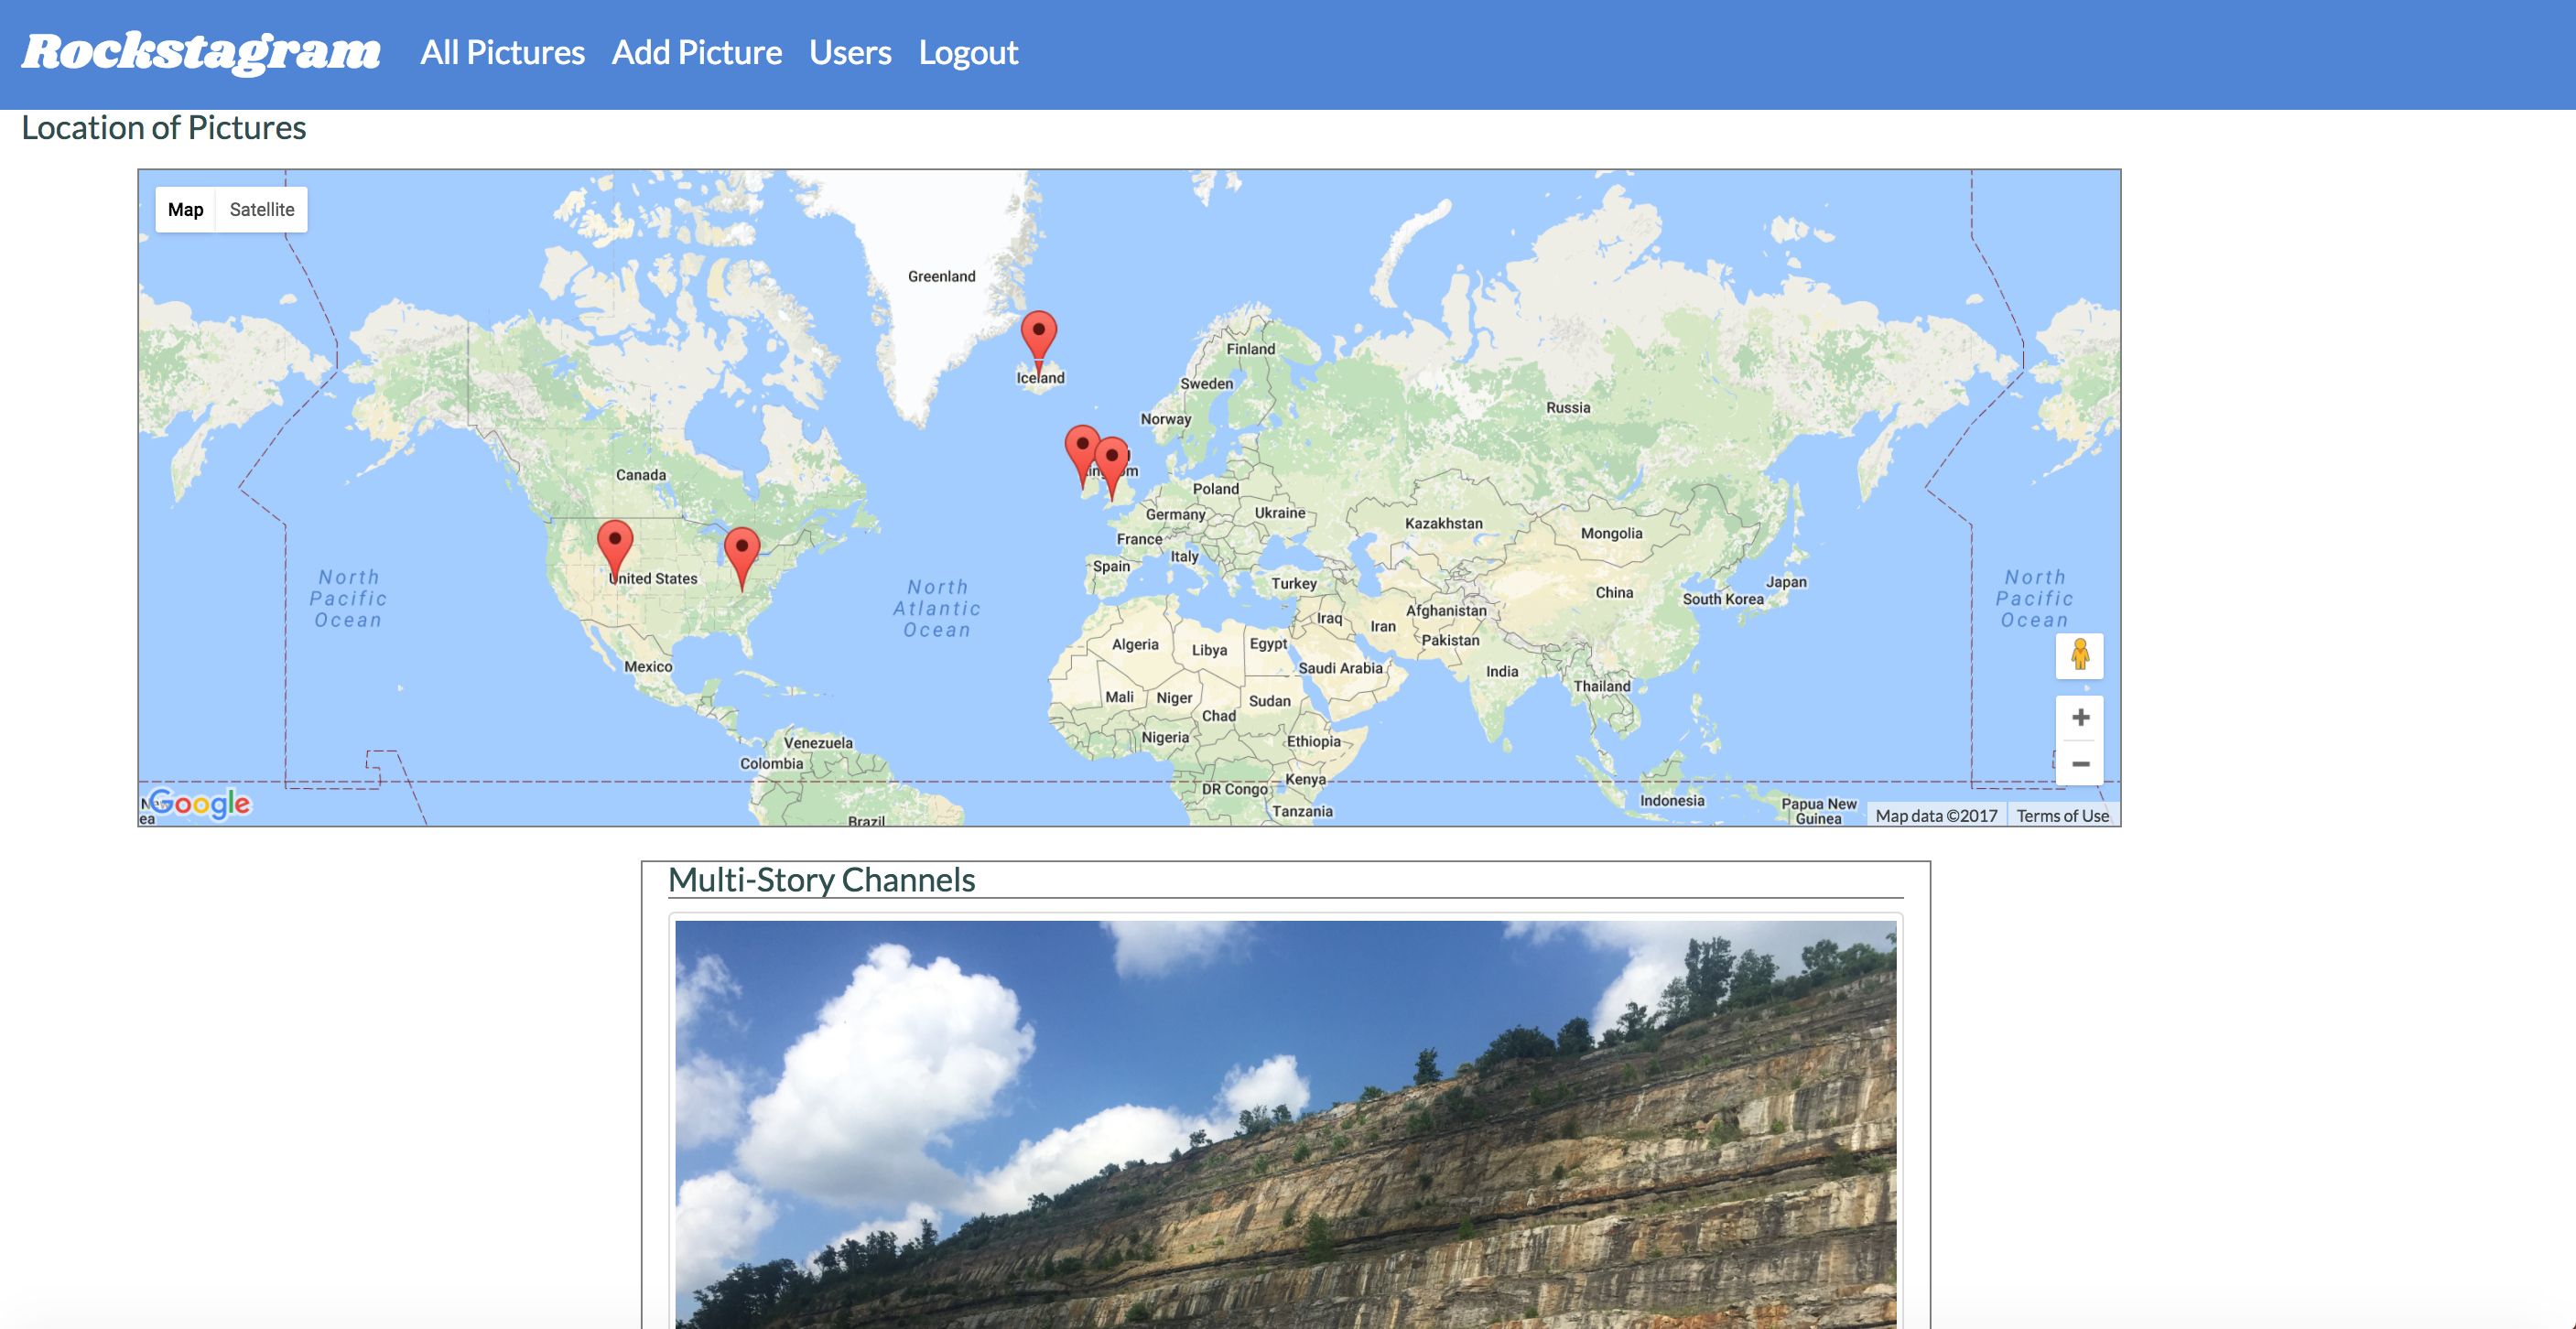 Rockstagram All Pictures Add Picture Users Logout
Location of Pictures
Map Satellite
Greenland
Iceland
Finland
Sweden
Norway
Russia
Canada
Poland
Germany
Ukraine
Kazakhstan
Mongolia
France
Italy
Spain
Turkey
United States
North
Pacific
Ocean
North
Atlantic
Ocean
China
Japan
South Korea
North
Pacific
Ocean
Afghanistan
Iraq
Iran
Pakistan
Algeria
Libya
Egypt
Saudi Arabia
India
Thailand
Mexico
Mali
Niger
Sudan
Chad
Nigeria
Ethiopia
Venezuela
Colombia
Kenya
DR Congo
Tanzania
Indonesia
Papua New
Guinea
Brazil
Google
Map data ©2017 Terms of Use
Multi-Story Channels